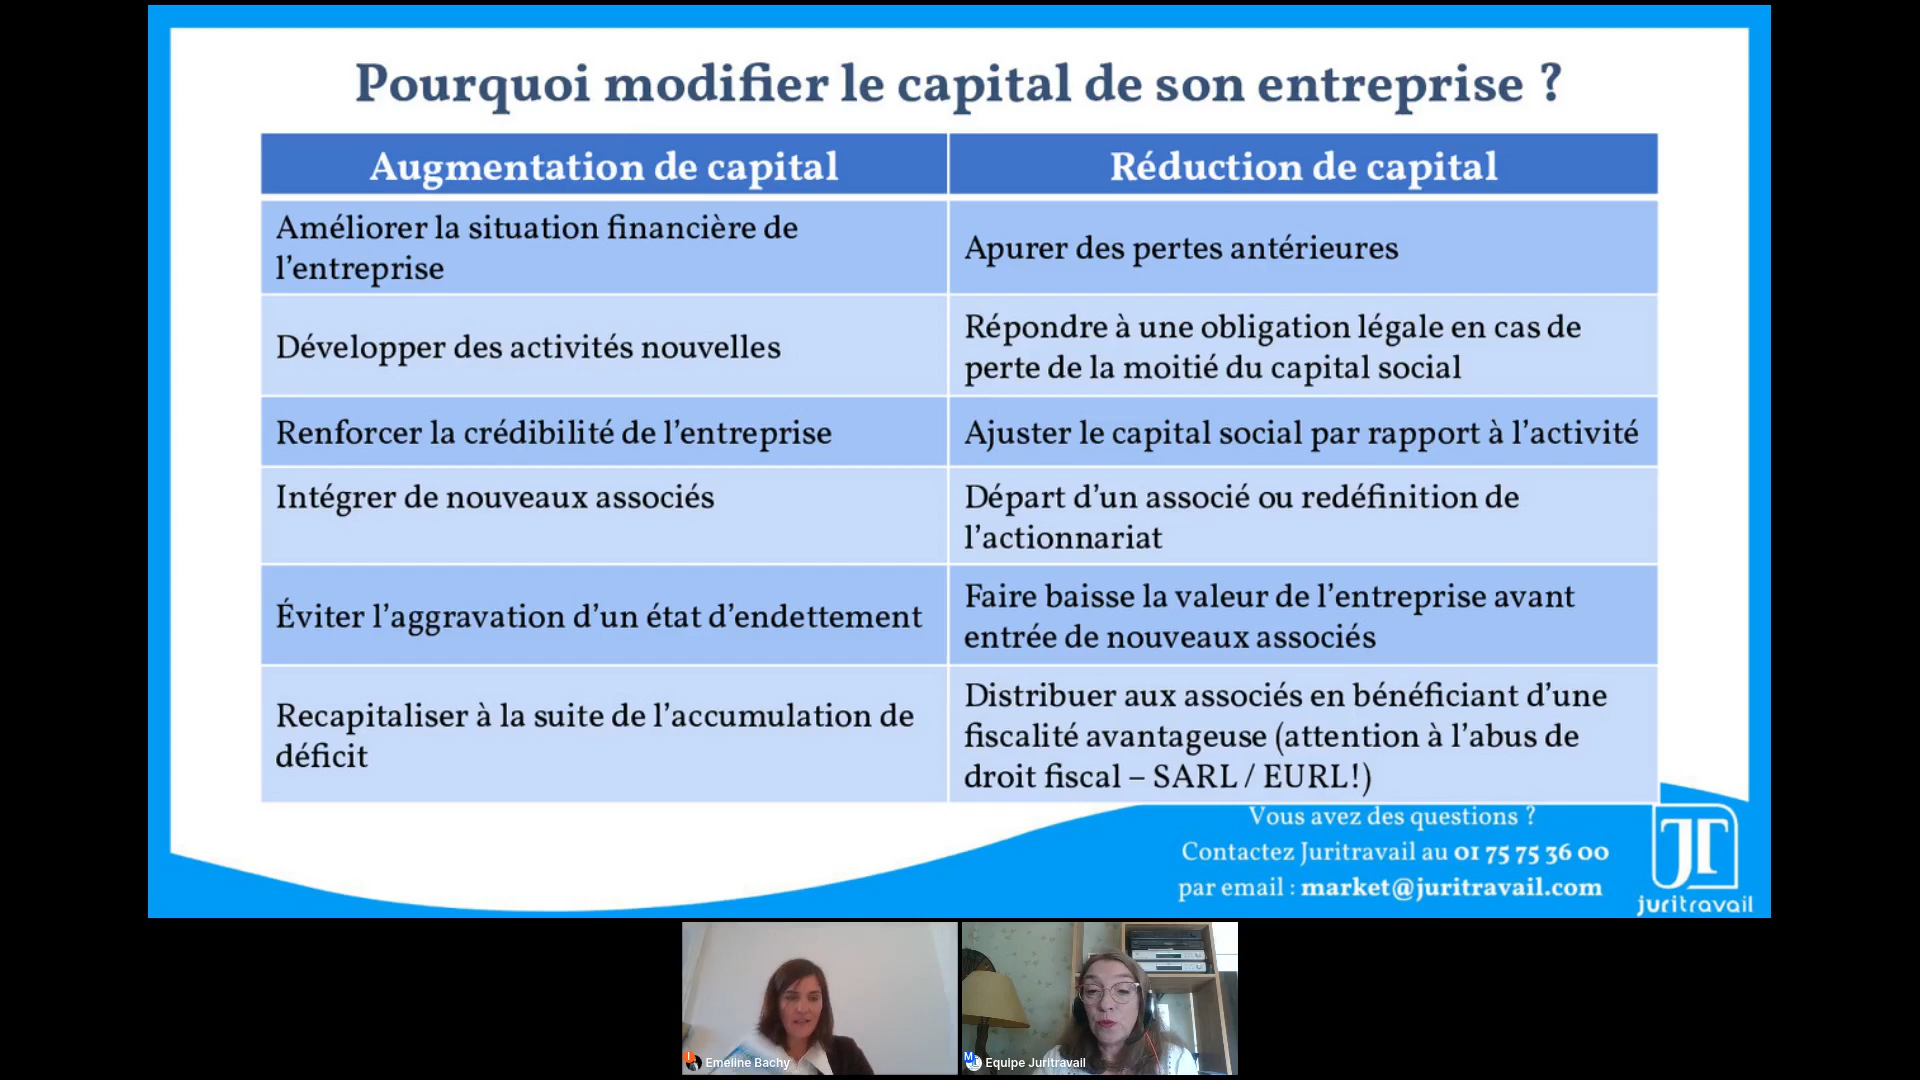 Pourquoi modifier le capital de son entreprise ?
Augmentation de capital
Réduction de capital
Améliorer la situation financière de
l’entreprise
Apurer des pertes antérieures
Développer des activités nouvelles
Répondre à une obligation légale en cas de
perte de la moitié du capital social
Renforcer la crédibilité de l’entreprise
Ajuster le capital social par rapport à l’activité
Intégrer de nouveaux associés
Départ d’un associé ou redéfinition de
l’actionnariat
Éviter l’aggravation d’un état d’endettement
Faire baisse la valeur de l’entreprise avant
entrée de nouveaux associés
Recapitaliser à la suite de l’accumulation de
déficit
Distribuer aux associés en bénéficiant d’une
fiscalité avantageuse (attention à l’abus de
droit fiscal – SARL / EURL!)
Vous avez des questions ?
Contactez Juritravail au 01 75 75 36 00
par email : market@juritravail.com
JT
juritravail
Emeline Bachy
Equipe Juritravail